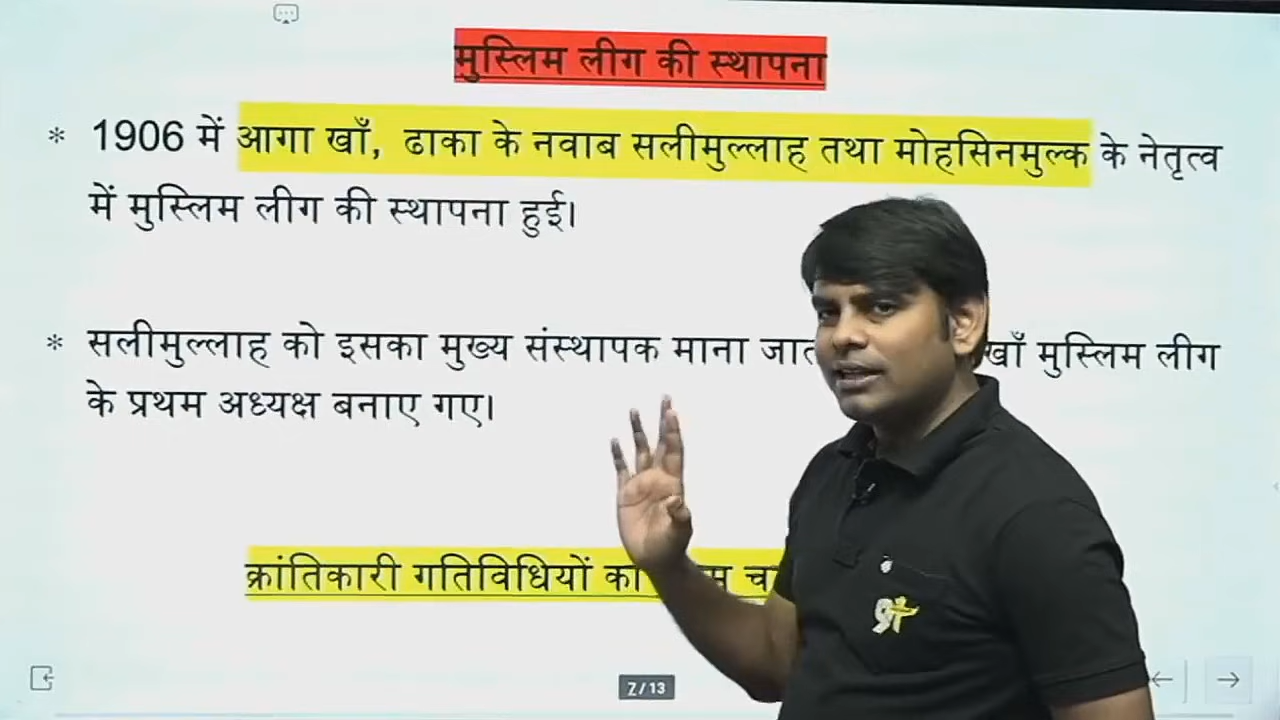 मुस्लिम लीग की स्थापना
* 1906 में आगा खाँ, ढाका के नवाब सलीमुल्लाह तथा मोहसिनमुल्क के नेतृत्व
में मुस्लिम लीग की स्थापना हुई।
* सलीमुल्लाह को इसका मुख्य संस्थापक माना खाँ मुस्लिम लीग
के प्रथम अध्यक्ष बनाए गए।
क्रांतिकारी गतिविधियों का
7/13